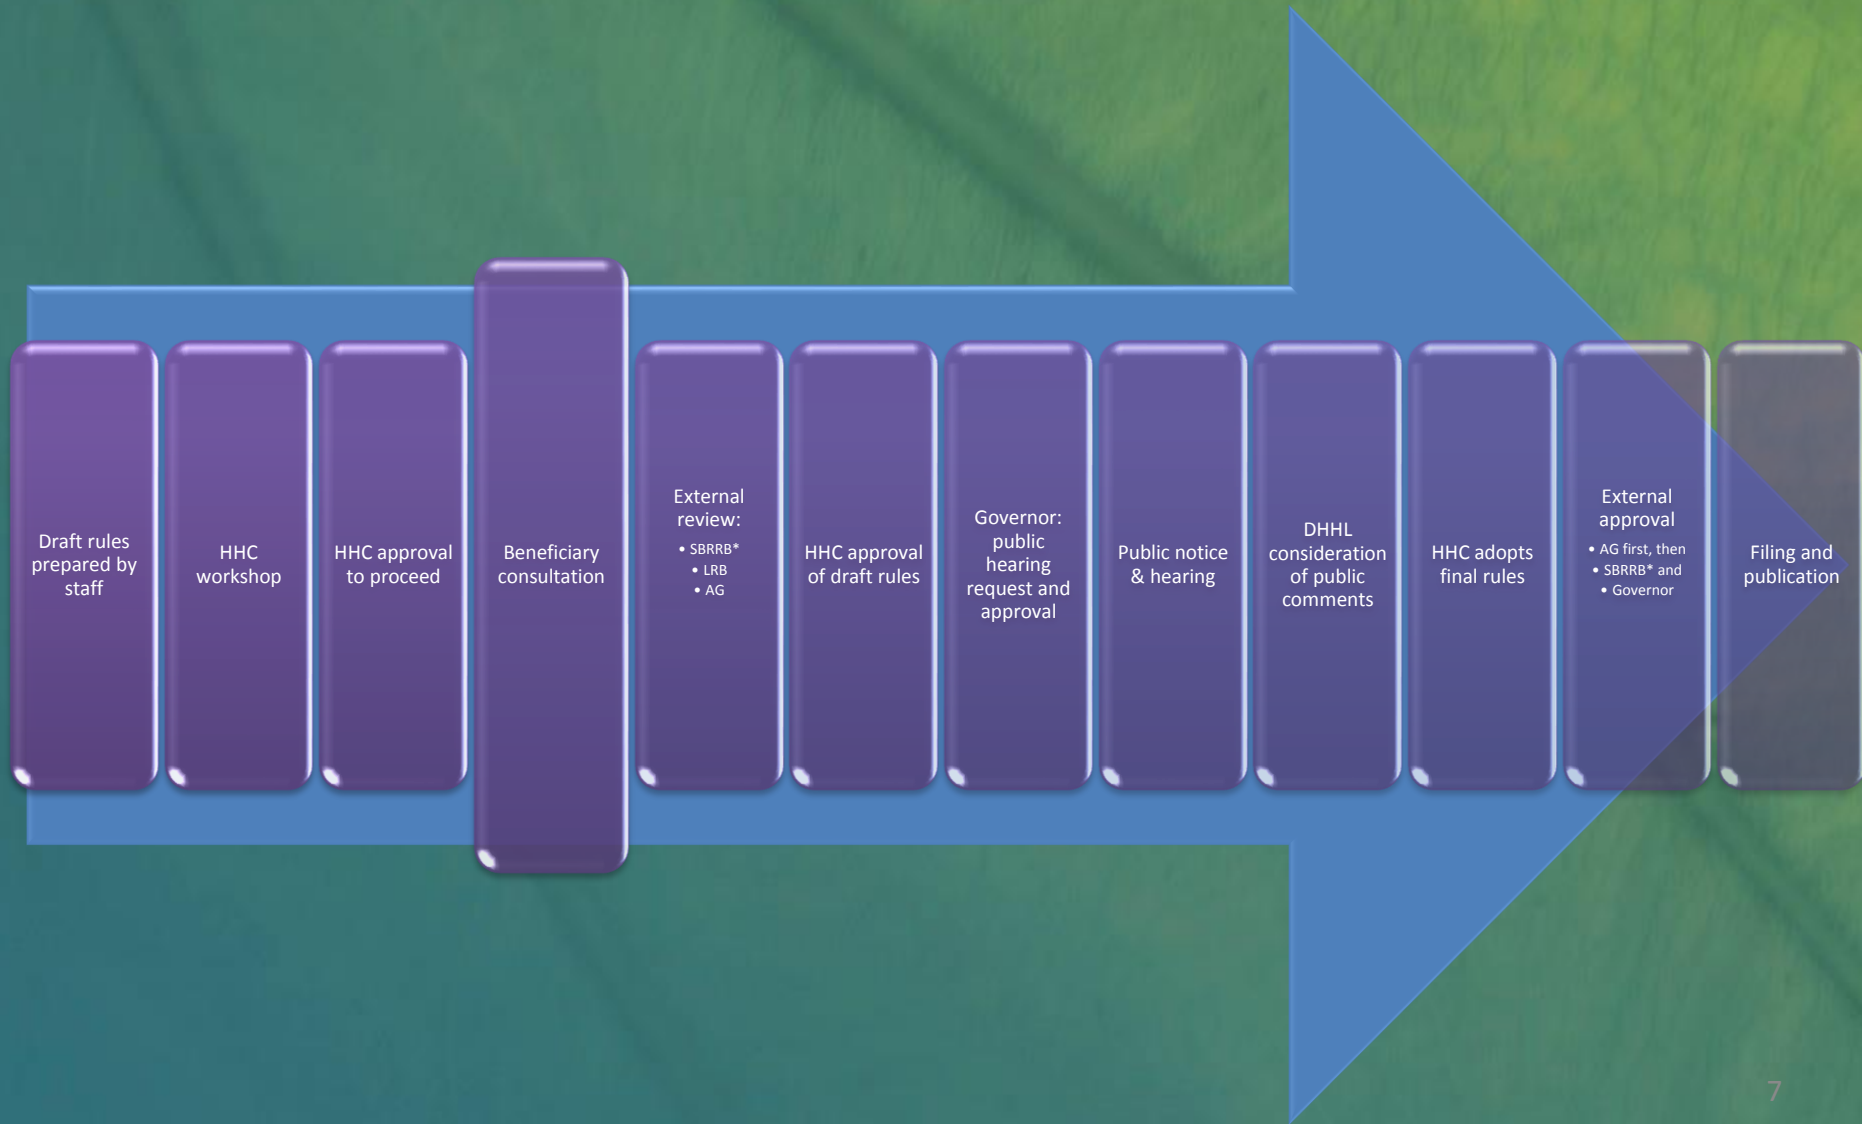 Draft rules
prepared by
staff
HHC
workshop
HHC approval
to proceed
Beneficiary
consultation
External
review:
• SBRRB*
• LRB
• AG
HHC approval
of draft rules
Governor:
public
hearing
request and
approval
Public notice
& hearing
DHHL
consideration
of public
comments
HHC adopts
final rules
External
approval
• AG first, then
• SBRRB* and
• Governor
Filing and
publication
7